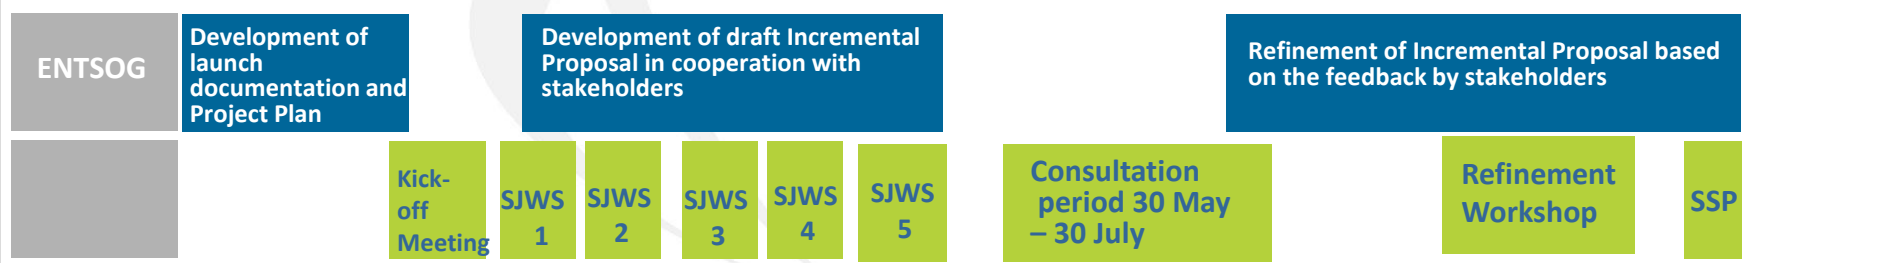 ENTSOG
Development of
launch
documentation and
Project Plan
Development of draft Incremental
Proposal in cooperation with
stakeholders
Refinement of Incremental Proposal based
on the feedback by stakeholders
Kick-
off
Meeting
SJWS
1
SJWS
2
SJWS
3
SJWS
4
SJWS
5
Consultation
period 30 May
– 30 July
Refinement
Workshop
SSP